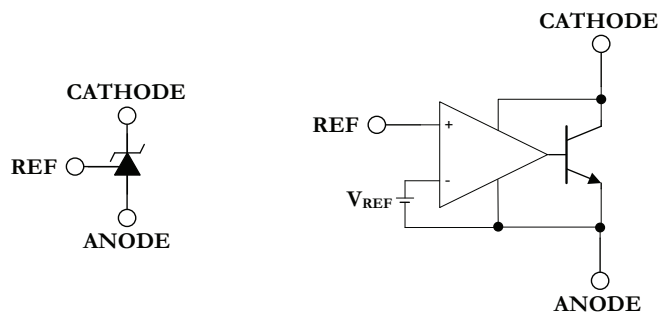 CATHODE
REF
ANODE
CATHODE
REF
+
-
VREF
ANODE